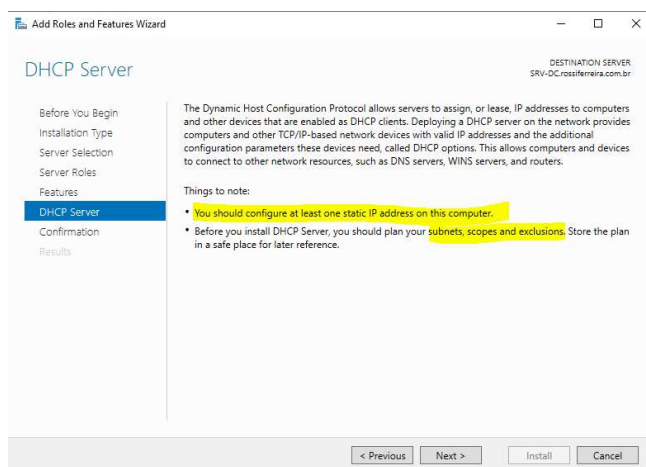 Add Roles and Features Wizard
DHCP Server
DESTINATION SERVER
SRV-DC.rossiferreira.com.br
Before You Begin
Installation Type
Server Selection
Server Roles
Features
DHCP Server
Confirmation
Results
The Dynamic Host Configuration Protocol allows servers to assign, or lease, IP addresses to computers
and other devices that are enabled as DHCP clients. Deploying a DHCP server on the network provides
computers and other TCP/IP-based network devices with valid IP addresses and the additional
configuration parameters these devices need, called DHCP options. This allows computers and devices
to connect to other network resources, such as DNS servers, WINS servers, and routers.
Things to note:
• You should configure at least one static IP address on this computer.
• Before you install DHCP Server, you should plan your subnets, scopes and exclusions. Store the plan
in a safe place for later reference.
< Previous
Next >
Install
Cancel